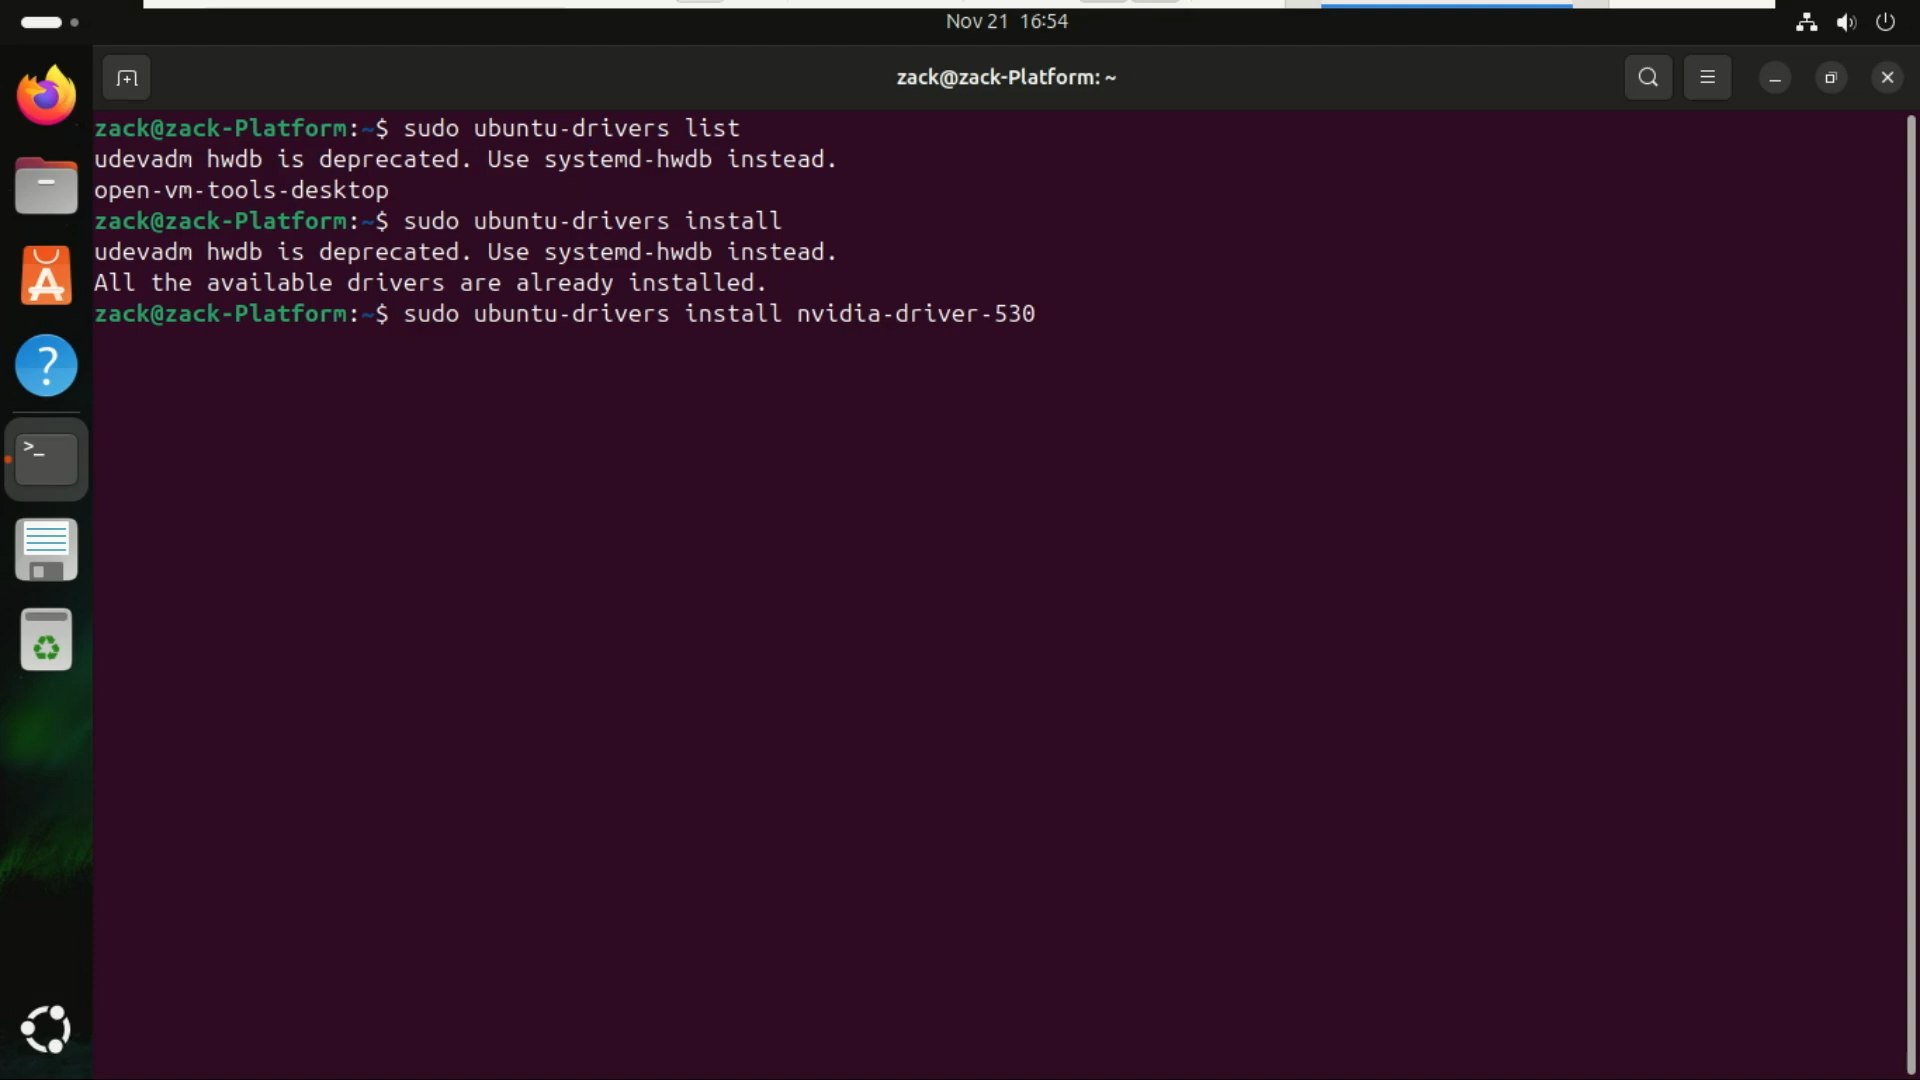 Nov 21 16:54
zack@zack-Platform: ~
zack@zack-Platform:~$ sudo ubuntu-drivers list
udevadm hwdb is deprecated. Use systemd-hwdb instead.
open-vm-tools-desktop
zack@zack-Platform:~$ sudo ubuntu-drivers install
udevadm hwdb is deprecated. Use systemd-hwdb instead.
All the available drivers are already installed.
zack@zack-Platform:~$ sudo ubuntu-drivers install nvidia-driver-530